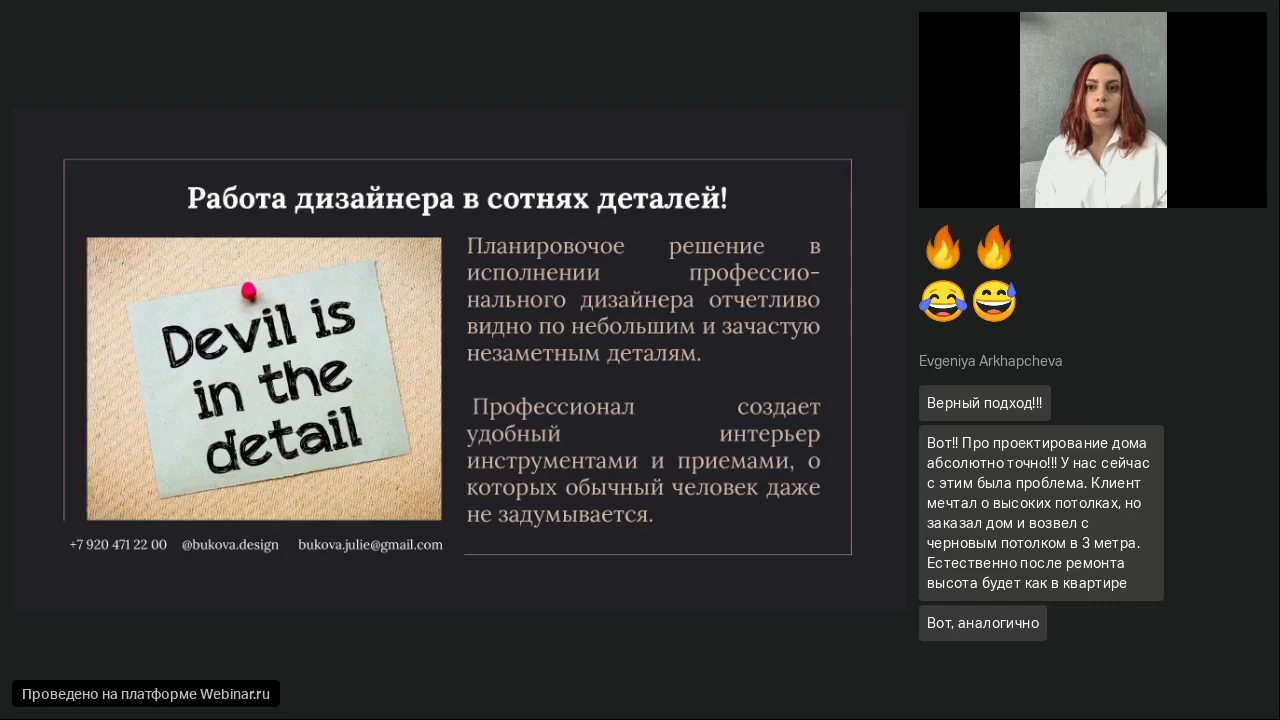 Работа дизайнера в сотнях деталей!
Devil is
in the
detail
Планировочое решение в
исполнении профессио-
нального дизайнера отчетливо
видно по небольшим и зачастую
незаметным деталям.
Профессионал создает
удобный интерьер
инструментами и приемами, о
которых обычный человек даже
не задумывается.
+7 920 471 22 00 @bukova.design bukova.julie@gmail.com
Evgeniya Arkhapcheva
Верный подход!!!
Вот!! Про проектирование дома
абсолютно точно!!! У нас сейчас
с этим была проблема. Клиент
мечтал о высоких потолках, но
заказал дом и возвел с
черновым потолком в 3 метра.
Естественно после ремонта
высота будет как в квартире
Вот, аналогично
Проведено на платформе Webinar.ru